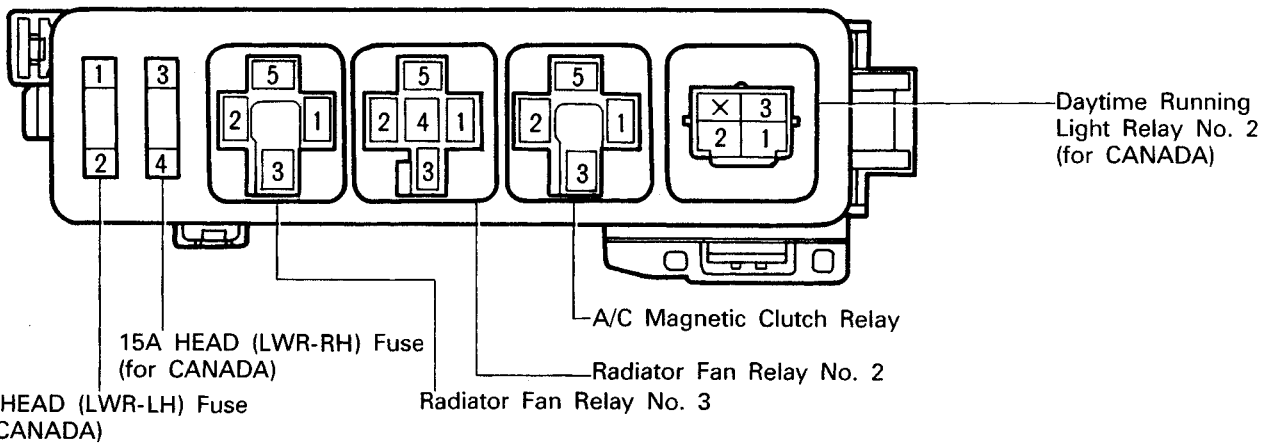 1 3
2 4
5
2 1
3
5
2 4 1
3
5
2 1
3
X 3
2 1
Daytime Running
Light Relay No. 2
(for CANADA)
A/C Magnetic Clutch Relay
15A HEAD (LWR-RH) Fuse
(for CANADA)
Radiator Fan Relay No. 2
HEAD (LWR-LH) Fuse
CANADA)
Radiator Fan Relay No. 3